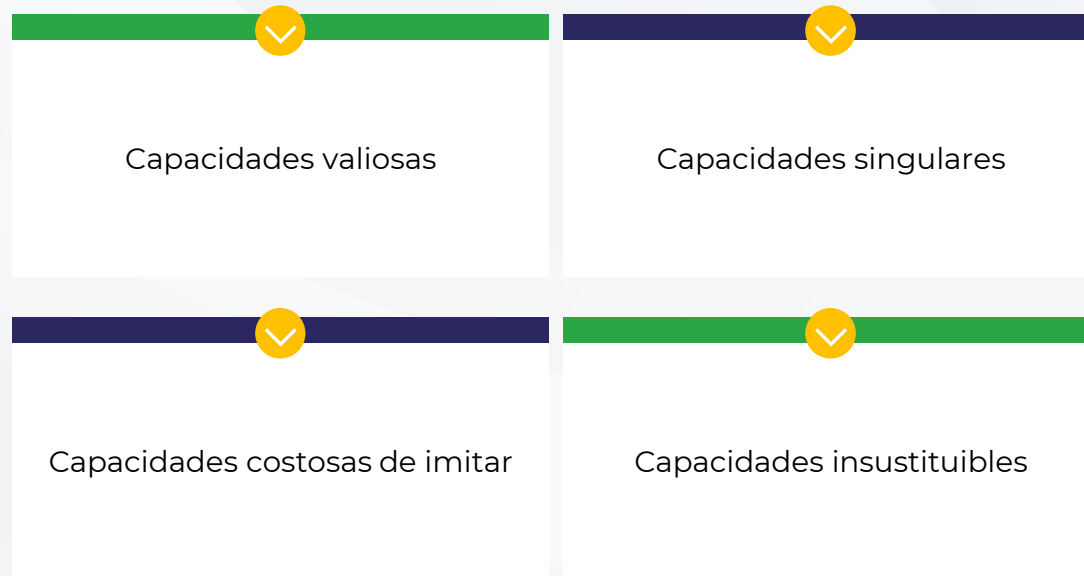 Capacidades valiosas
Capacidades singulares
Capacidades costosas de imitar
Capacidades insustituibles